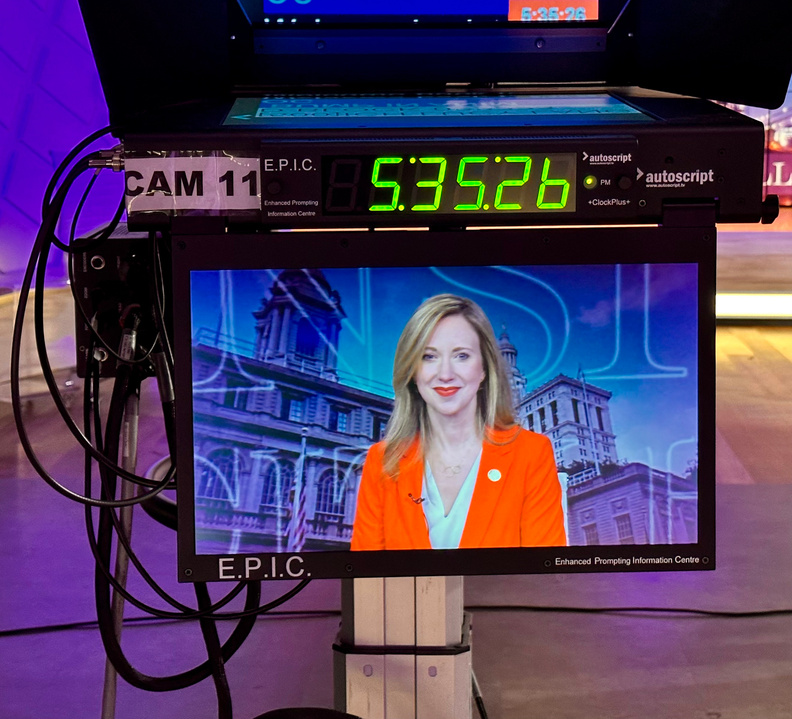 5:35:26
CAM 11
E.P.I.C.
Enhanced Prompting
Information Centre
5:35:26
autoscript
PM
+ClockPlus+
autoscript
www.autoscript.tv
NSI
E.P.I.C.
Enhanced Prompting Information Centre